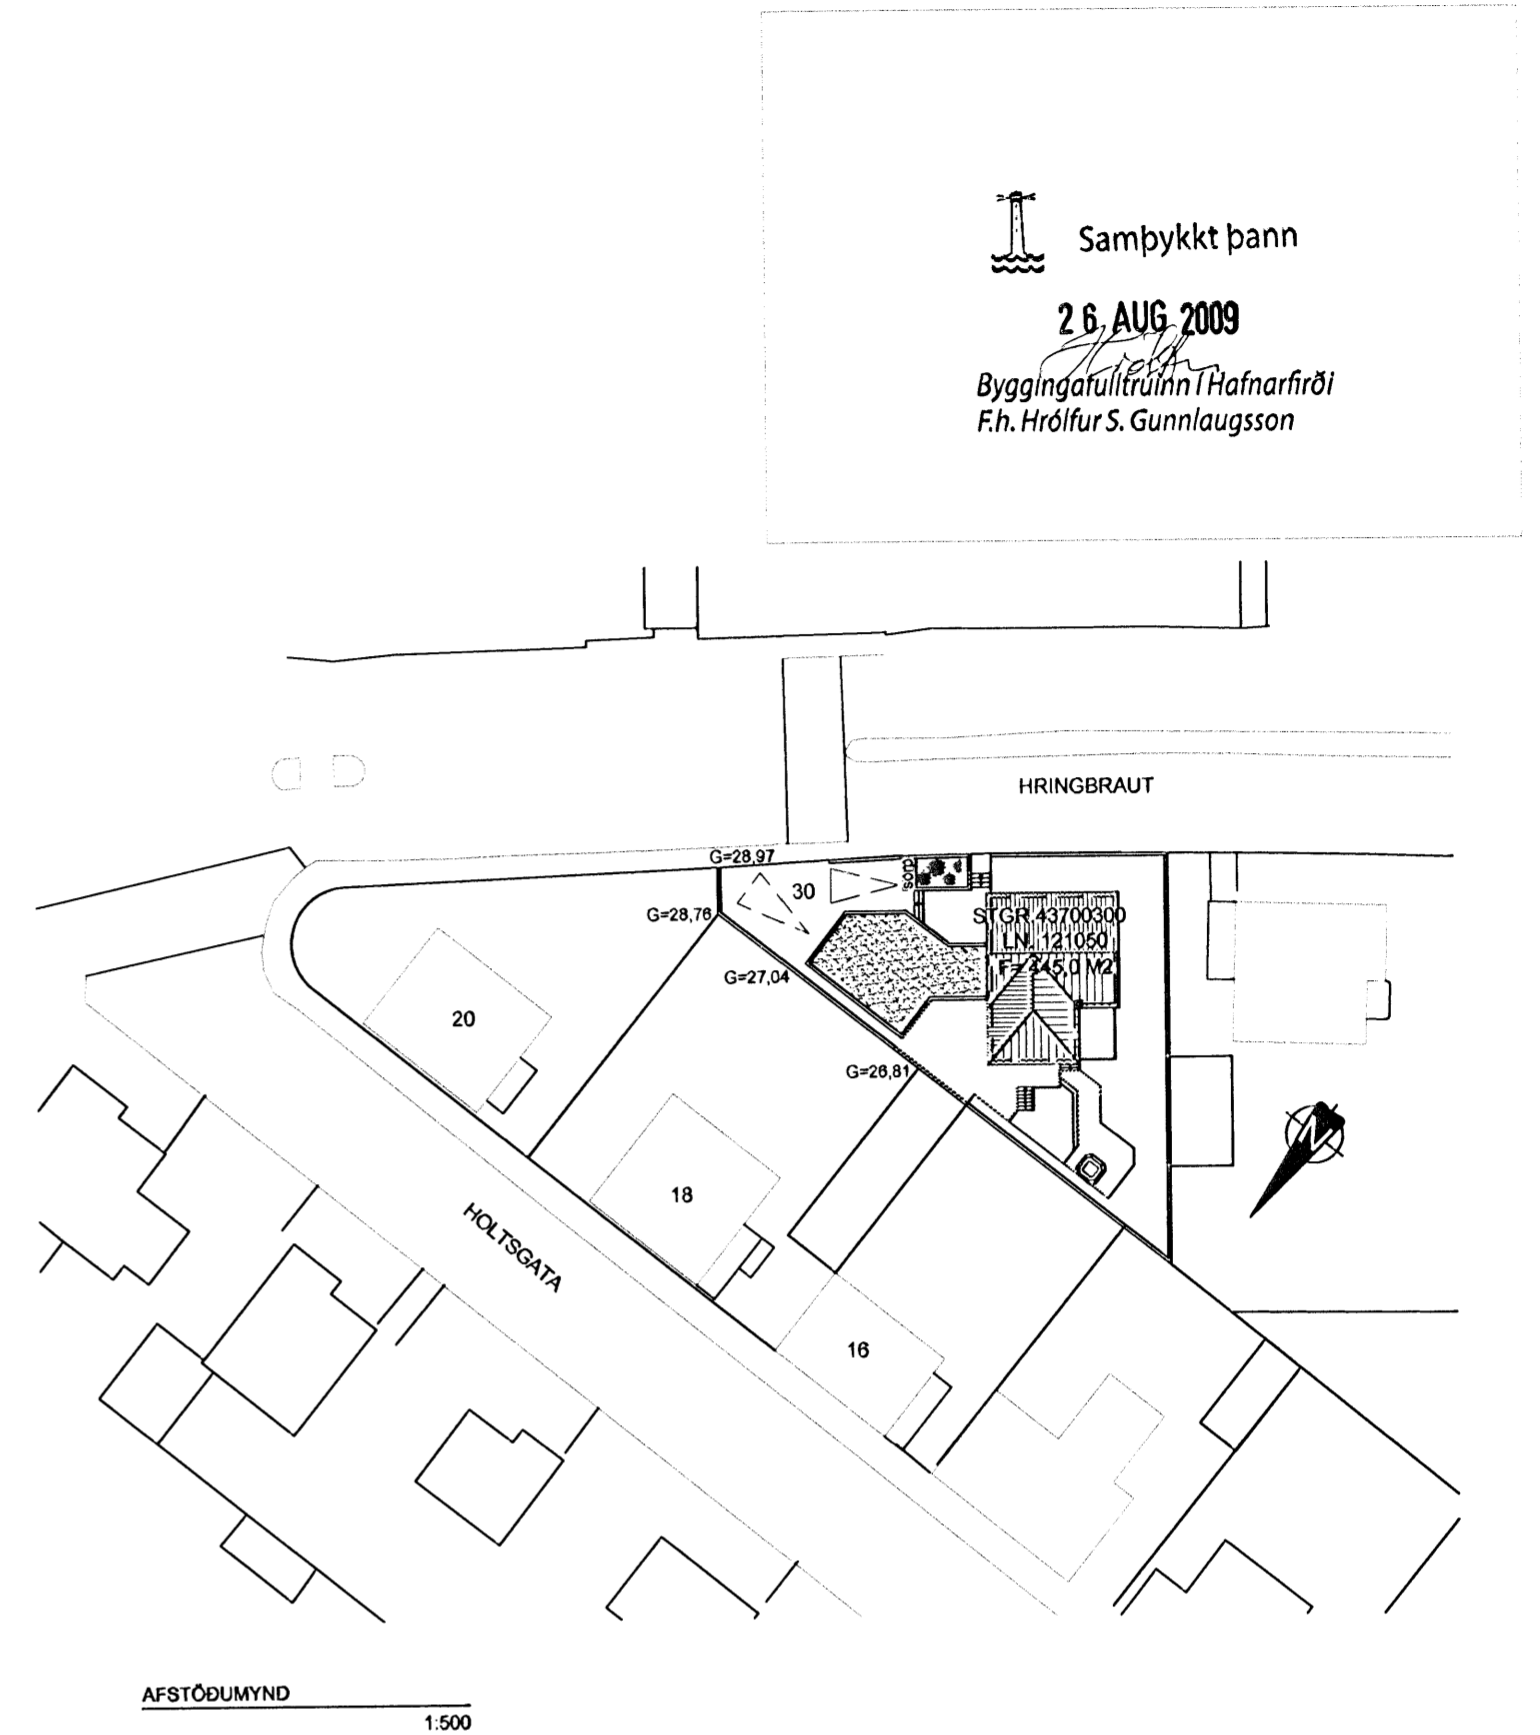 Samþykkt þann
26 AUG 2009
Byggingafulltrúinn í Hafnarfirði
F.h. Hrólfur S. Gunnlaugsson
HRINGBRAUT
G=28,97
sorp
30
G=28,76
STGR.43700300
LN. 121050
F= 445,0 M2
G=27,04
20
G=26,81
N
18
HOLTSGATA
16
AFSTÖÐUMYND
1:500